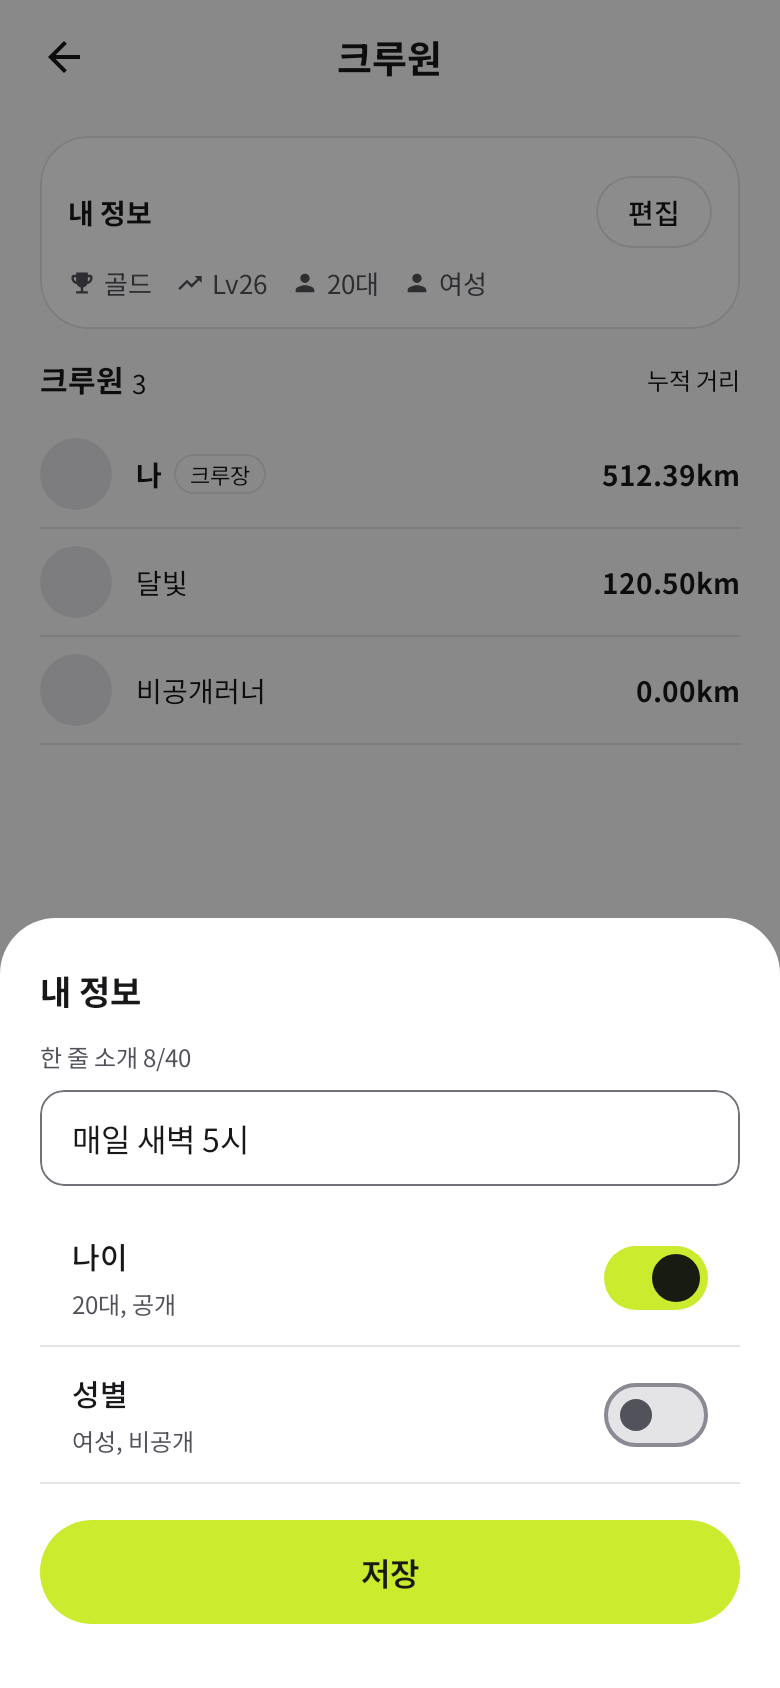 크루원
내 정보
편집
골드 Lv26 20대 여성
크루원 3
누적 거리
나 크루장 512.39km
달빛 120.50km
비공개러너 0.00km
내 정보
한 줄 소개 8/40
매일 새벽 5시
나이
20대, 공개
성별
여성, 비공개
저장